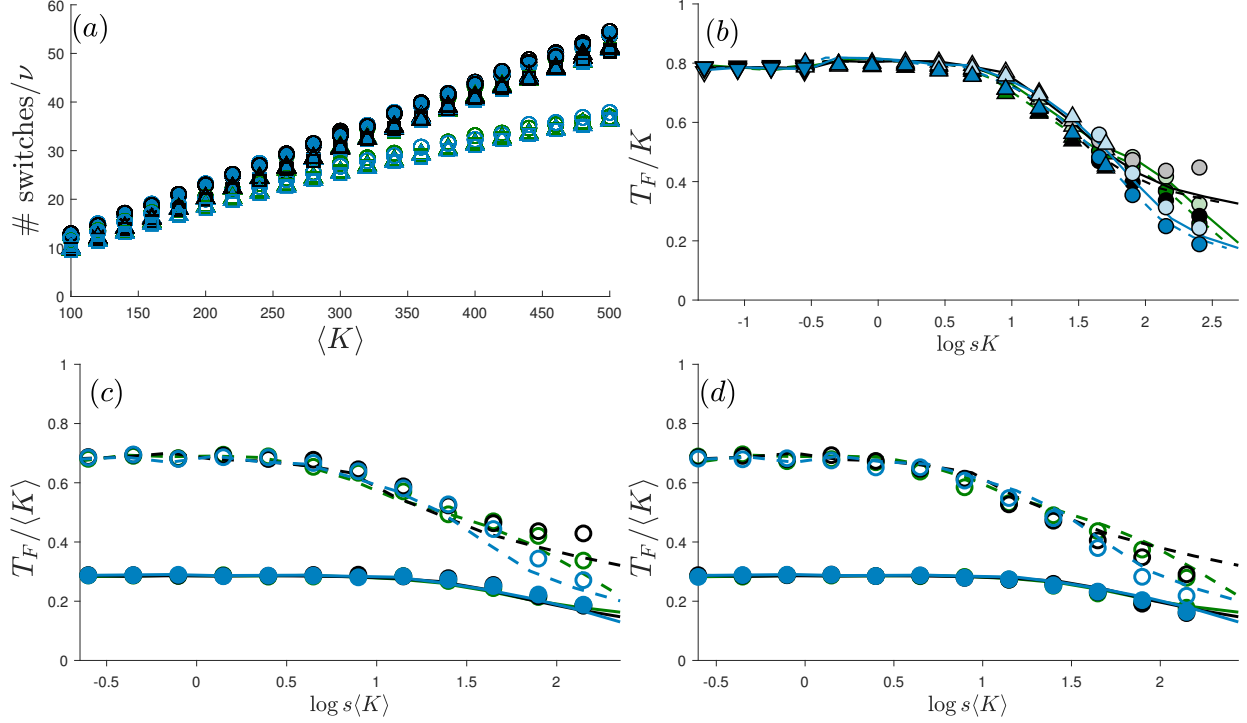 (a)
# switches/ν
60
50
40
30
20
10
0
100 150 200 250 300 350 400 450 500
⟨K⟩
(b)
T_F/K
1
0.8
0.6
0.4
0.2
0
-1 -0.5 0 0.5 1 1.5 2 2.5
log sK
(c)
T_F/⟨K⟩
1
0.8
0.6
0.4
0.2
0
-0.5 0 0.5 1 1.5 2
log s⟨K⟩
(d)
T_F/⟨K⟩
1
0.8
0.6
0.4
0.2
0
-0.5 0 0.5 1 1.5 2
log s⟨K⟩